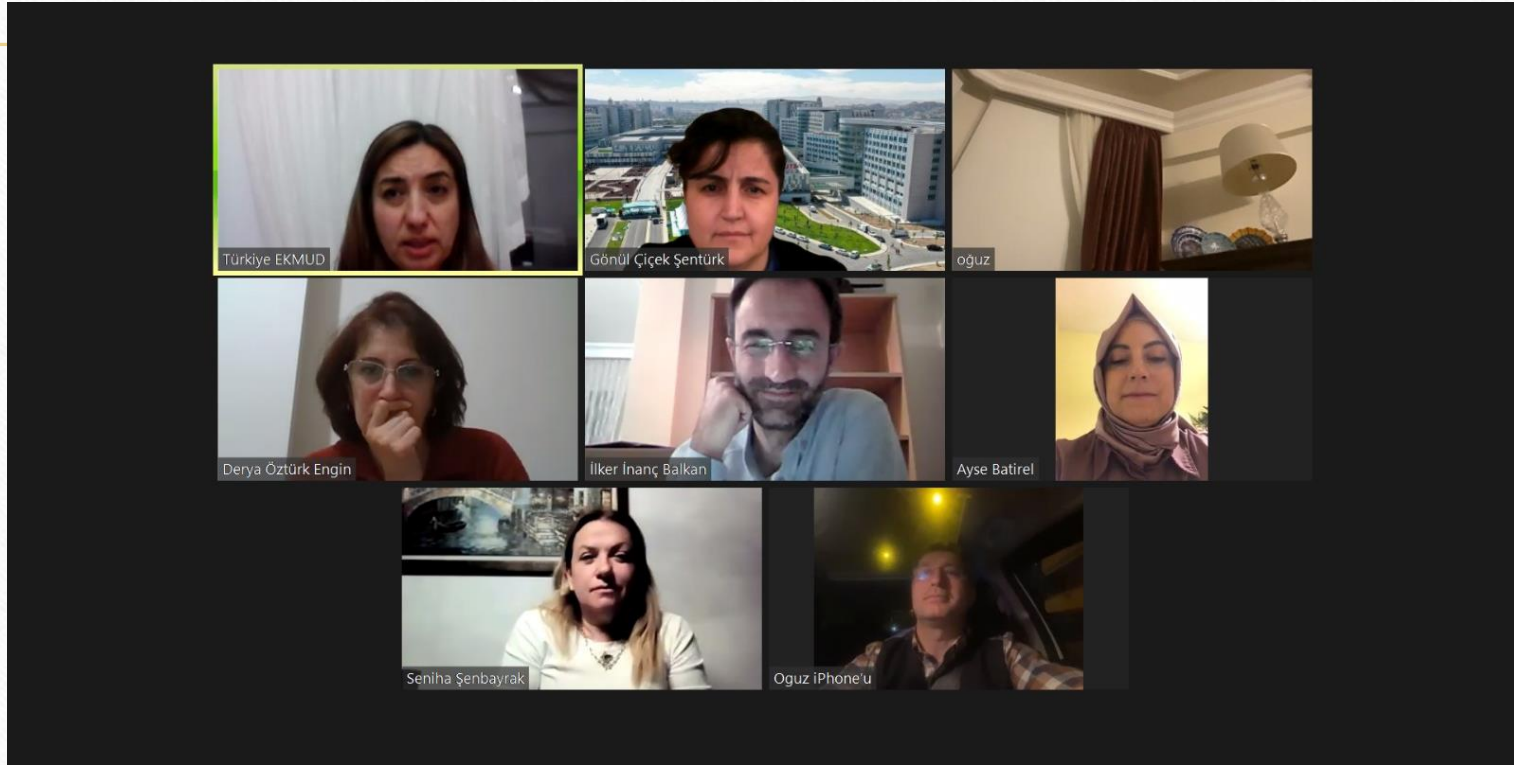 Türkiye EKMUD
Gönül Çiçek Şentürk
oğuz
Derya Öztürk Engin
İlker İnanç Balkan
Ayse Batirel
Seniha Şenbayrak
Oguz iPhone'u